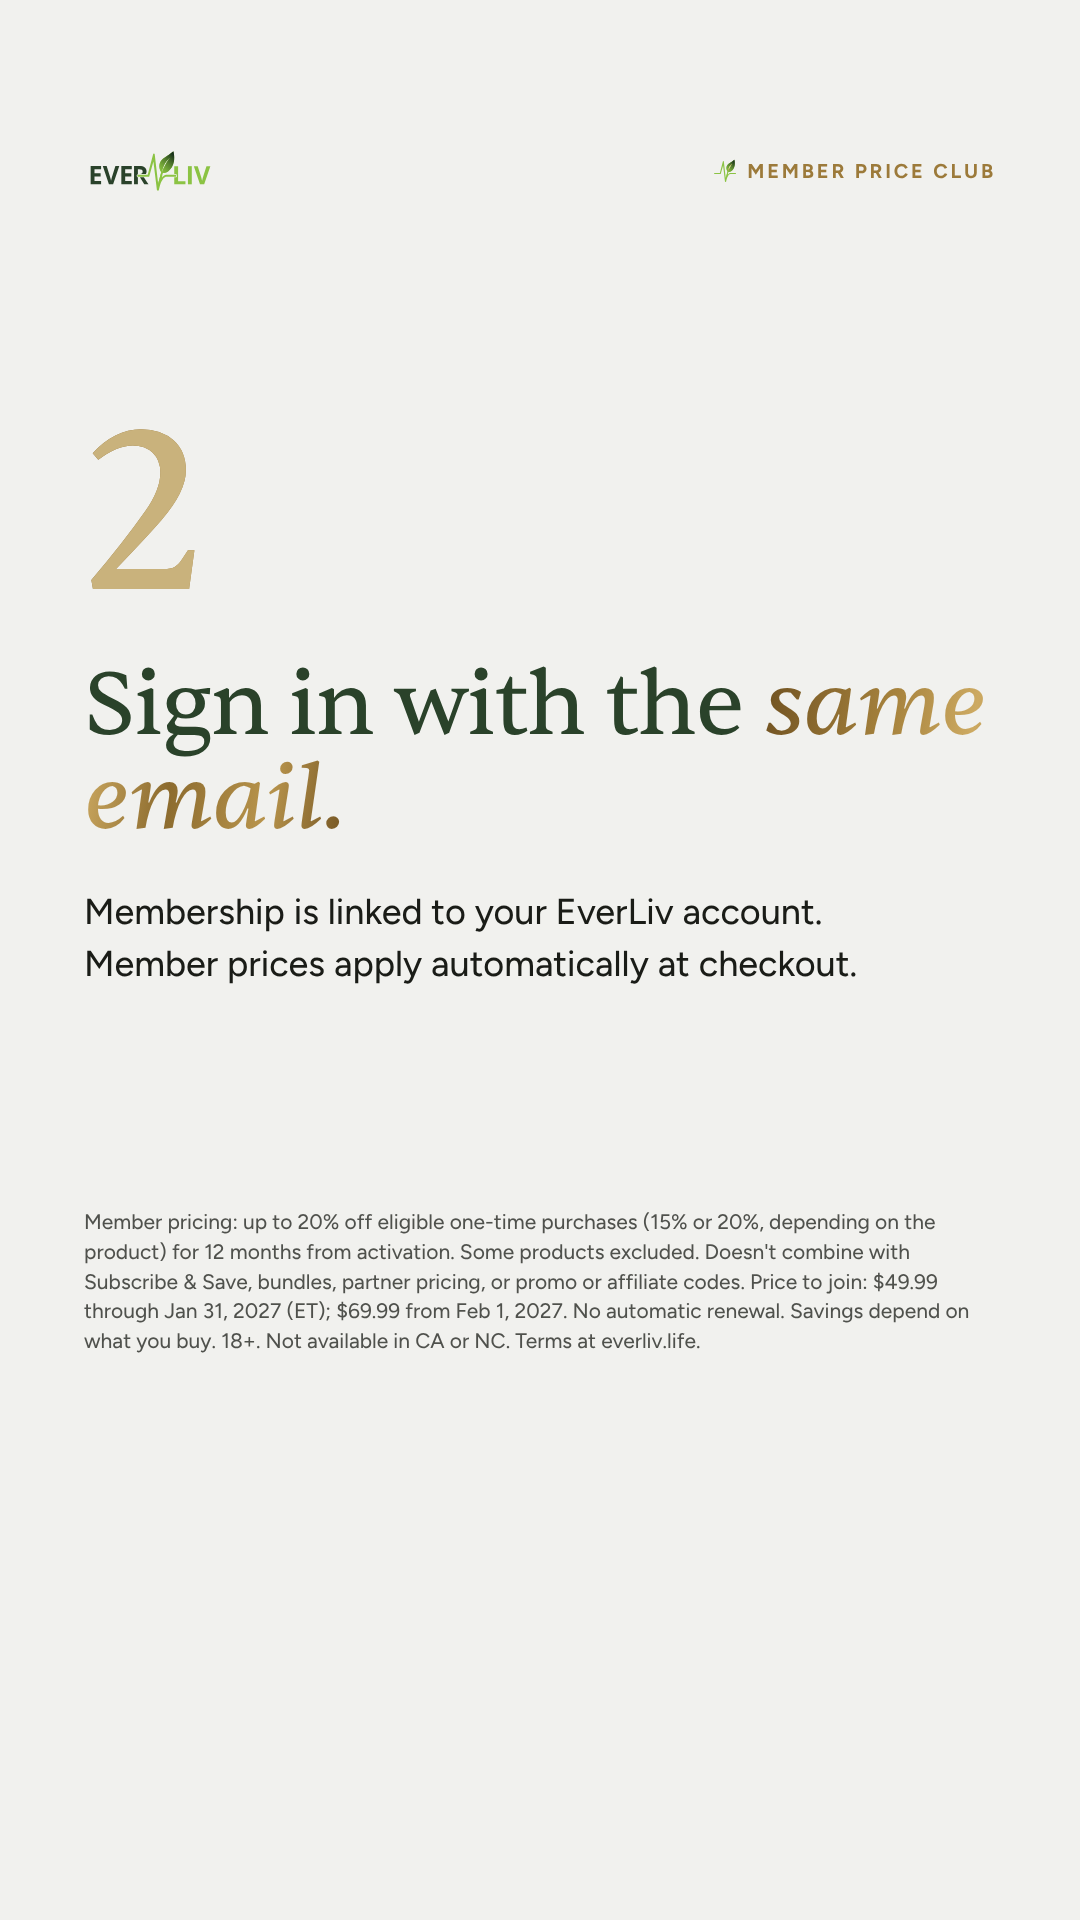 EVERLIV
MEMBER PRICE CLUB
2
Sign in with the same
email.
Membership is linked to your EverLiv account.
Member prices apply automatically at checkout.
Member pricing: up to 20% off eligible one-time purchases (15% or 20%, depending on the
product) for 12 months from activation. Some products excluded. Doesn't combine with
Subscribe & Save, bundles, partner pricing, or promo or affiliate codes. Price to join: $49.99
through Jan 31, 2027 (ET); $69.99 from Feb 1, 2027. No automatic renewal. Savings depend on
what you buy. 18+. Not available in CA or NC. Terms at everliv.life.